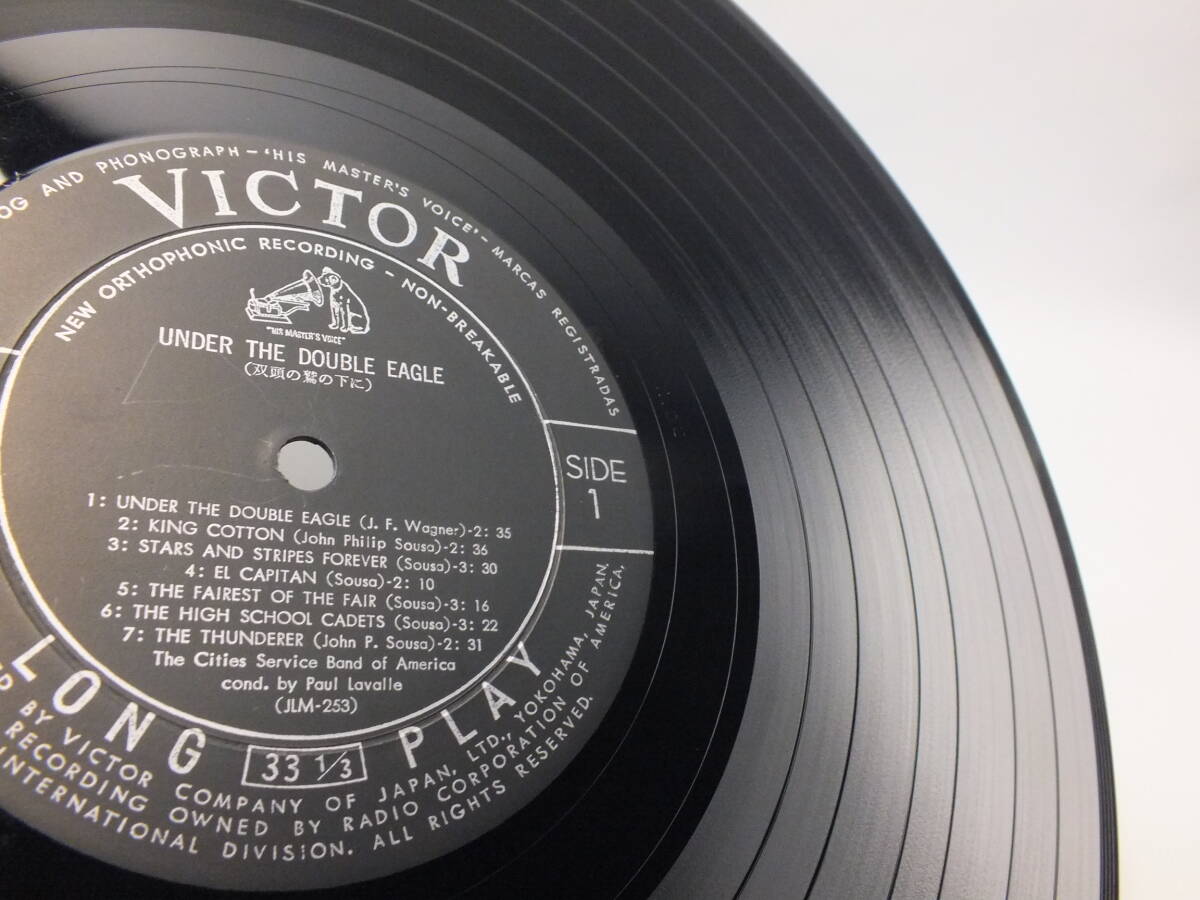 OG AND PHONOGRAPH – 'HIS MASTER'S VOICE' – MARCAS REGISTRADAS
VICTOR
NEW ORTHOPHONIC RECORDING - NON-BREAKABLE
"HIS MASTER'S VOICE"
UNDER THE DOUBLE EAGLE
(双頭の鷲の下に)
SIDE
1
1: UNDER THE DOUBLE EAGLE (J. F. Wagner)-2: 35
2: KING COTTON (John Philip Sousa)-2: 36
3: STARS AND STRIPES FOREVER (Sousa)-3: 30
4: EL CAPITAN (Sousa)-2: 10
5: THE FAIREST OF THE FAIR (Sousa)-3: 16
6: THE HIGH SCHOOL CADETS (Sousa)-3: 22
7: THE THUNDERER (John P. Sousa)-2: 31
The Cities Service Band of America
cond. by Paul Lavalle
(JLM-253)
LONG 33 1/3 PLAY
BY VICTOR COMPANY OF JAPAN, LTD., YOKOHAMA, JAPAN.
RECORDING OWNED BY RADIO CORPORATION OF AMERICA.
INTERNATIONAL DIVISION. ALL RIGHTS RESERVED.